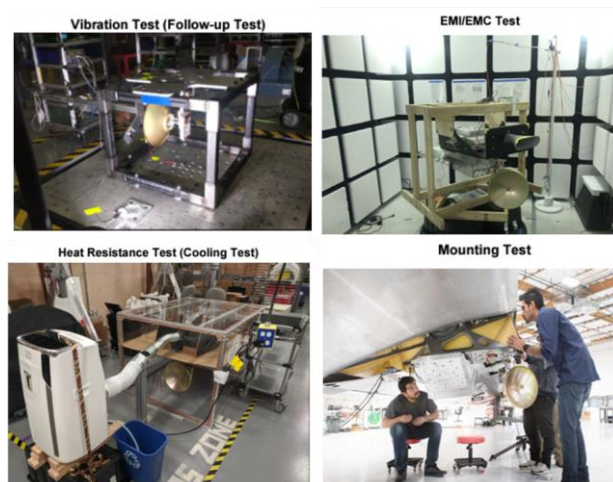 Vibration Test (Follow-up Test)
EMI/EMC Test
Heat Resistance Test (Cooling Test)
Mounting Test
ZONE